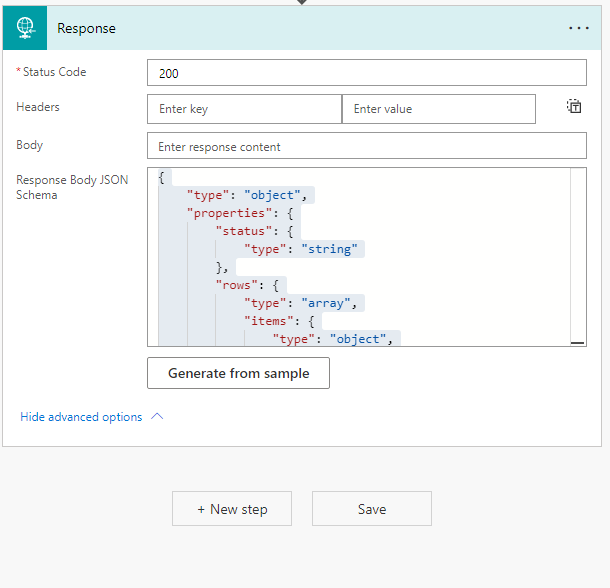 Response
* Status Code
200
Headers
Enter key
Enter value
Body
Enter response content
Response Body JSON
Schema
{
"type": "object",
"properties": {
"status": {
"type": "string"
},
"rows": {
"type": "array",
"items": {
"type": "object",
Generate from sample
Hide advanced options
+ New step
Save